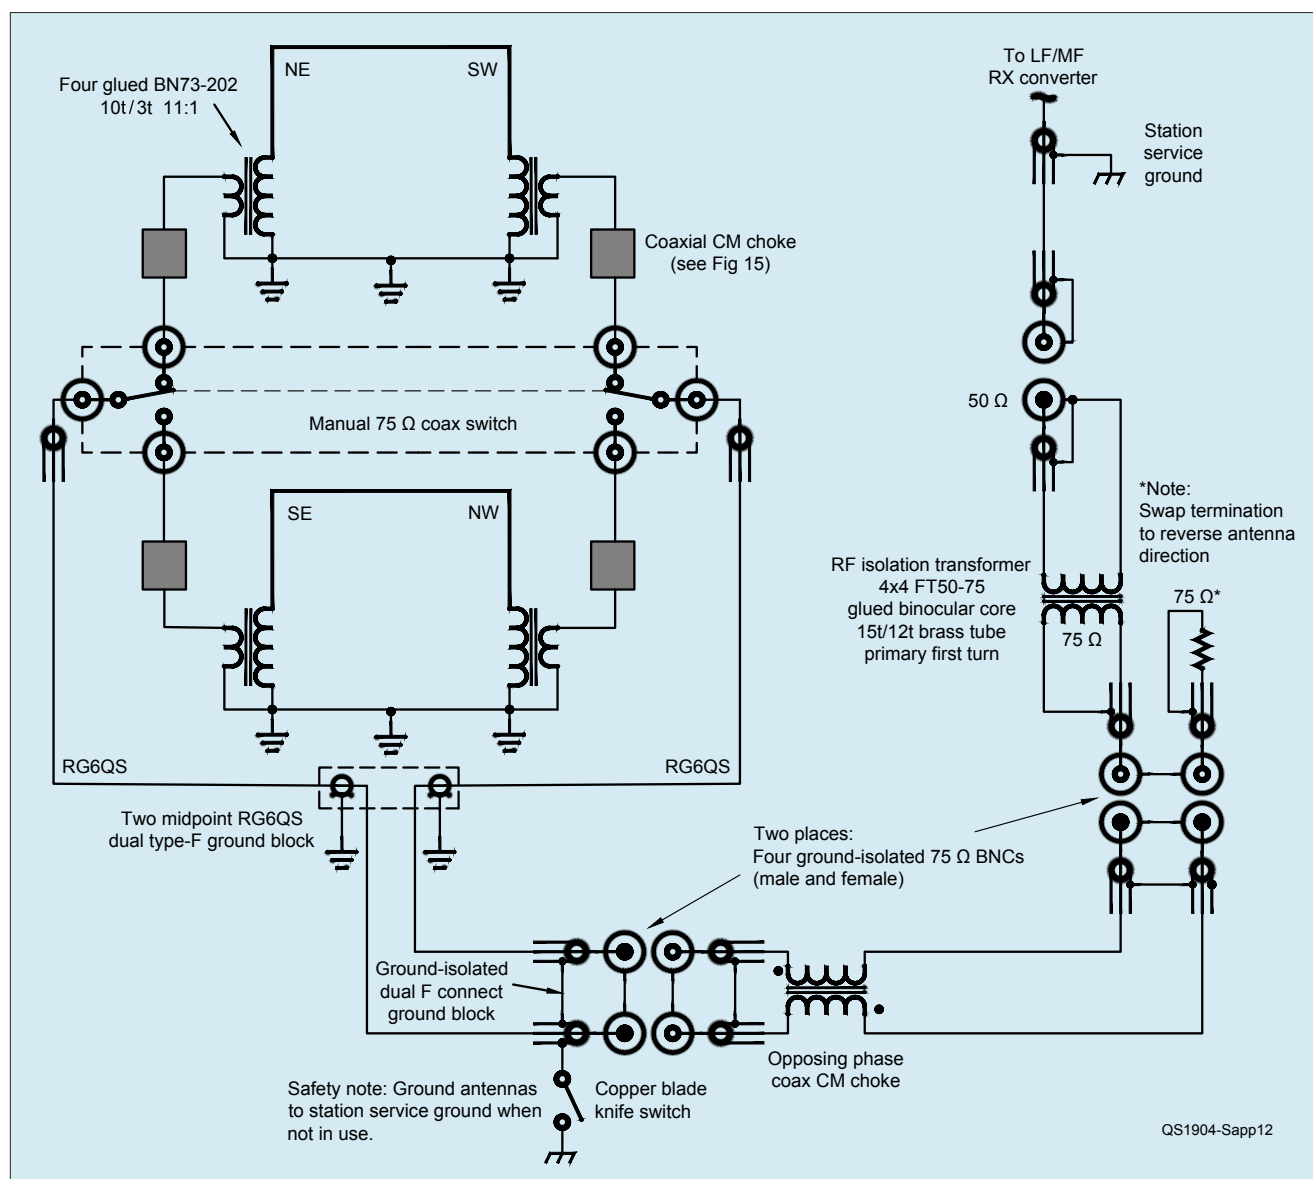 NE
SW
Four glued BN73-202
10t/3t 11:1
To LF/MF
RX converter
Station
service
ground
Coaxial CM choke
(see Fig 15)
50 Ω
Manual 75 Ω coax switch
*Note:
Swap termination
to reverse antenna
direction
SE
NW
RF isolation transformer
4x4 FT50-75
glued binocular core
15t/12t brass tube
primary first turn
75 Ω
75 Ω*
RG6QS
RG6QS
Two midpoint RG6QS
dual type-F ground block
Two places:
Four ground-isolated 75 Ω BNCs
(male and female)
Ground-isolated
dual F connect
ground block
Opposing phase
coax CM choke
Safety note: Ground antennas
to station service ground when
not in use.
Copper blade
knife switch
QS1904-Sapp12